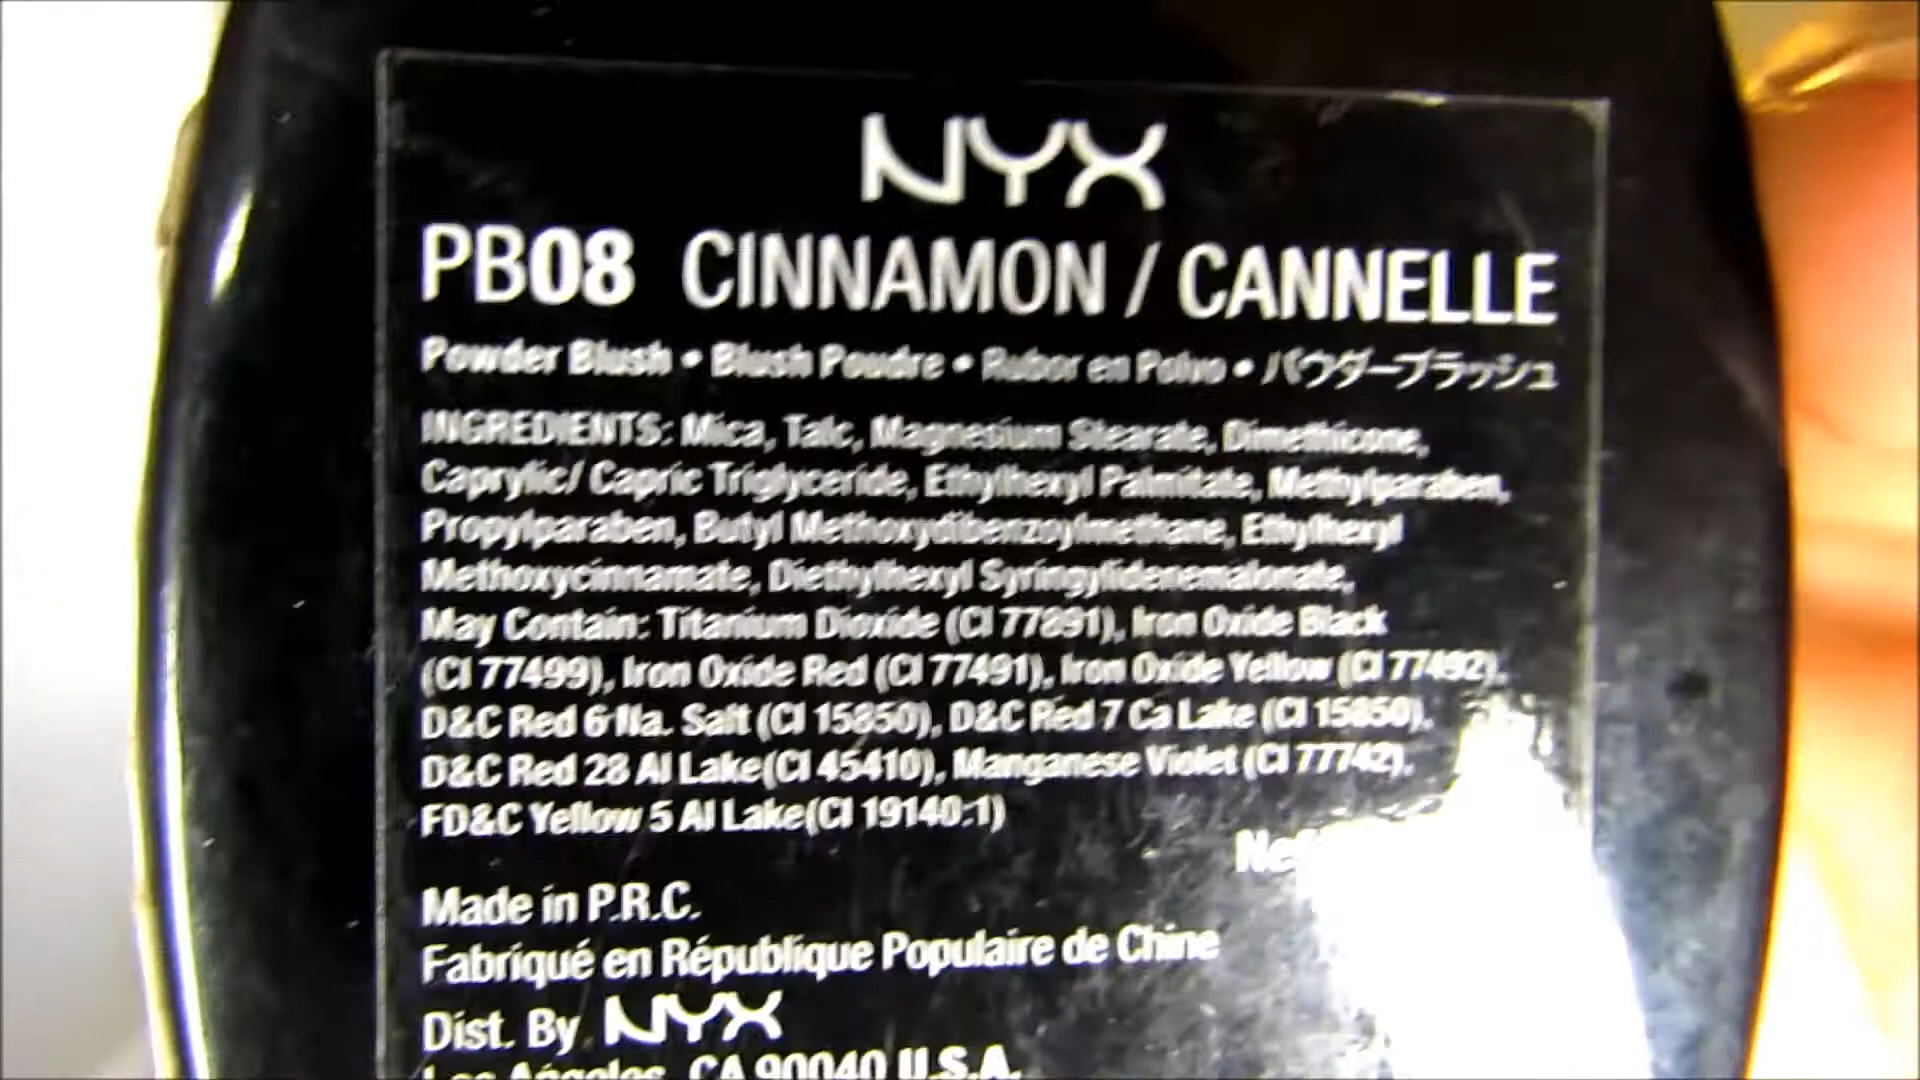 NYX
PB08 CINNAMON / CANNELLE
Powder Blush • Blush Poudre • Rubor en Polvo • パウダーブラッシュ
INGREDIENTS: Mica, Talc, Magnesium Stearate, Dimethicone,
Caprylic/ Capric Triglyceride, Ethylhexyl Palmitate, Methylparaben,
Propylparaben, Butyl Methoxydibenzoylmethane, Ethylhexyl
Methoxycinnamate, Diethylhexyl Syringylidenemalonate,
May Contain: Titanium Dioxide (CI 77891), Iron Oxide Black
(CI 77499), Iron Oxide Red (CI 77491), Iron Oxide Yellow (CI 77492),
D&C Red 6 Na. Salt (CI 15850), D&C Red 7 Ca Lake (CI 15850),
D&C Red 28 Al Lake(CI 45410), Manganese Violet (CI 77742),
FD&C Yellow 5 Al Lake(CI 19140:1)
Made in P.R.C.
Fabriqué en République Populaire de Chine
Dist. By NYX
Los Angeles, CA 90040 U.S.A.